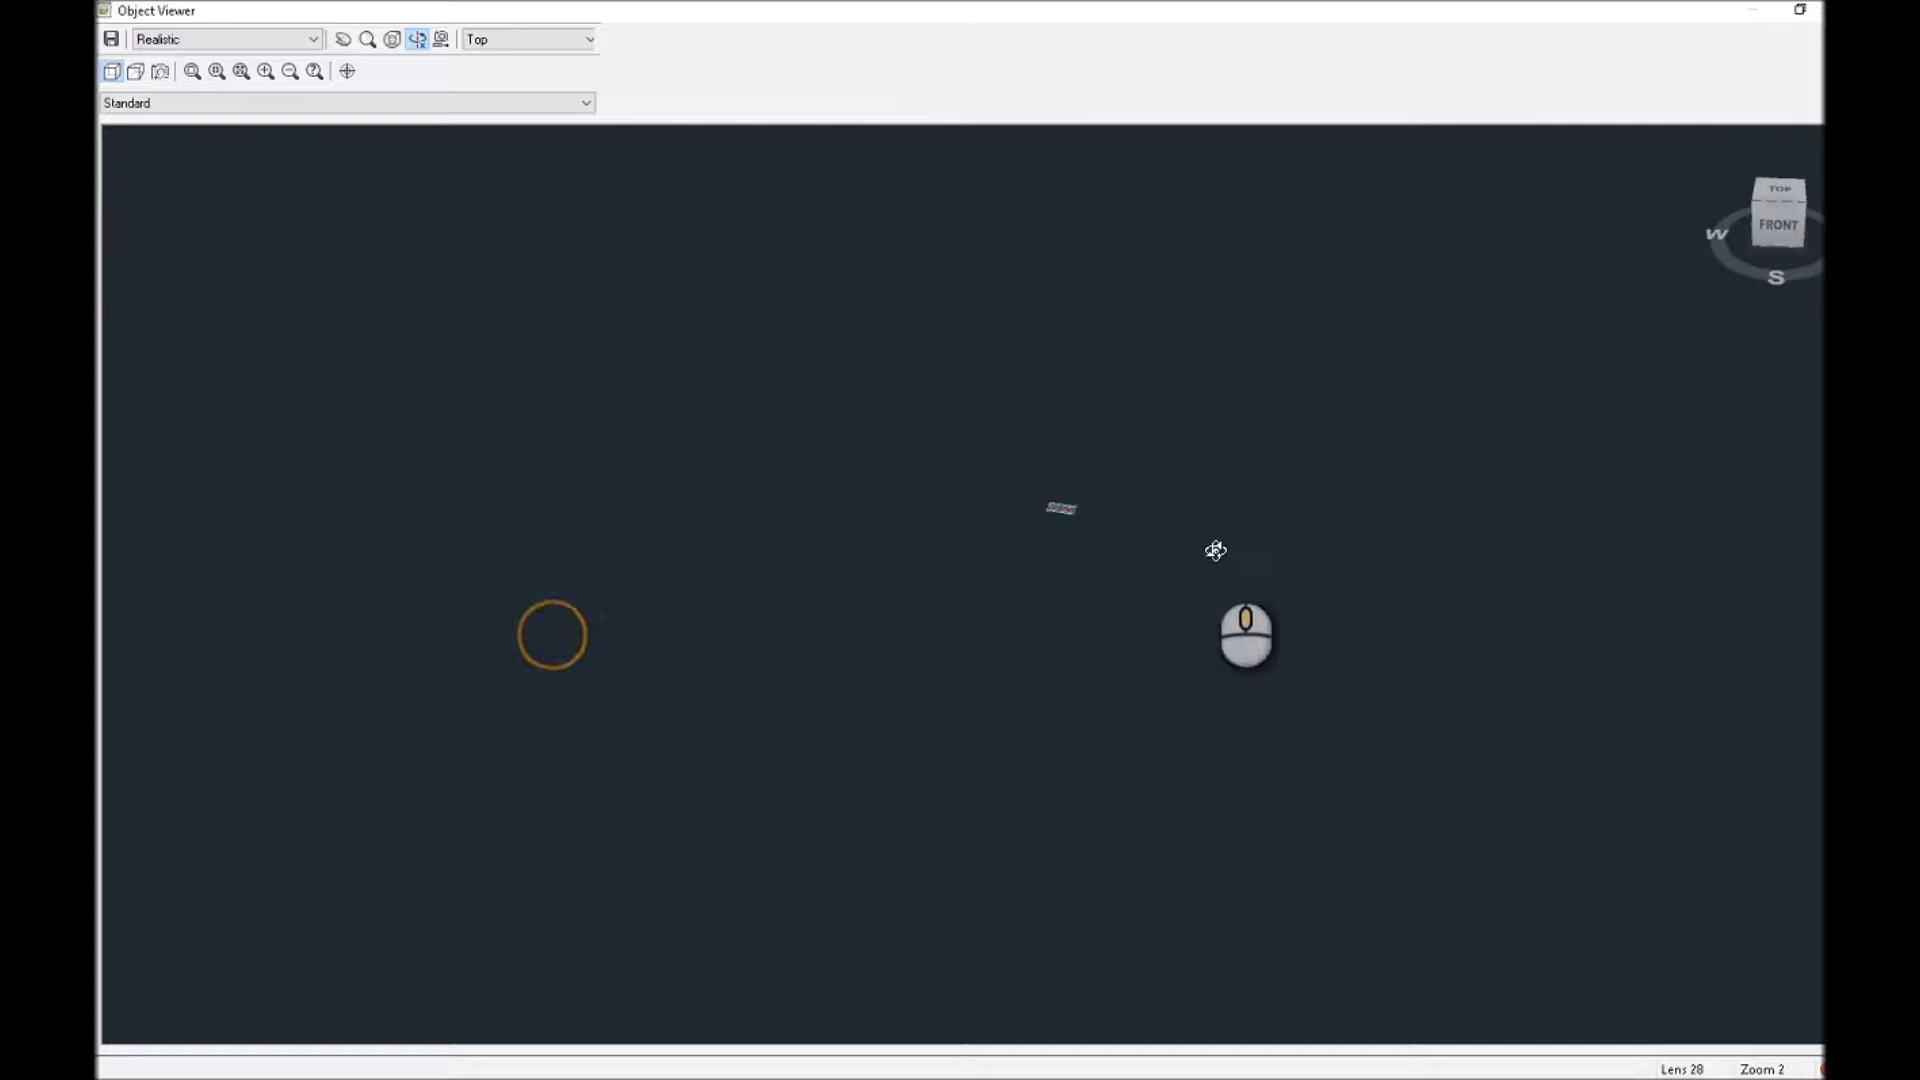 Object Viewer
Realistic
Top
Standard
TOP
FRONT
W
S
Lens 28
Zoom 2